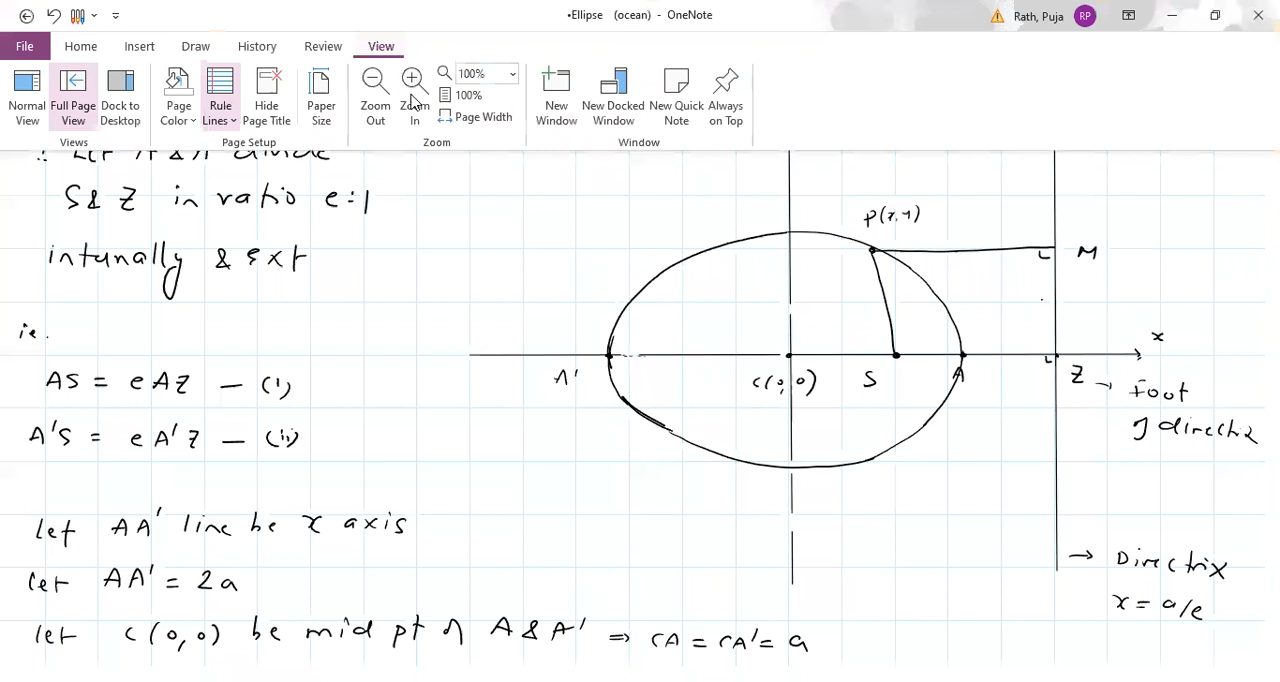 •Ellipse (ocean) - OneNote
Rath, Puja RP
File Home Insert Draw History Review View
Normal View
Full Page View
Dock to Desktop
Views
Page Color
Rule Lines
Hide Page Title
Paper Size
Page Setup
Zoom Out
Zoom In
100%
100%
Page Width
Zoom
New Window
New Docked Window
New Quick Note
Always on Top
Window
∴ Let A & A' divide
S & Z in ratio e:1
internally & ext
ie.
AS = e AZ — (i)
A'S = e A'Z — (ii)
let AA' line be x axis
let AA' = 2a
let C(0,0) be mid pt of A & A' ⇒ CA = CA' = a
P(x,y)
M
x
A'
C(0,0)
S
A
Z → Foot
of directrix
→ Directrix
x = a/e